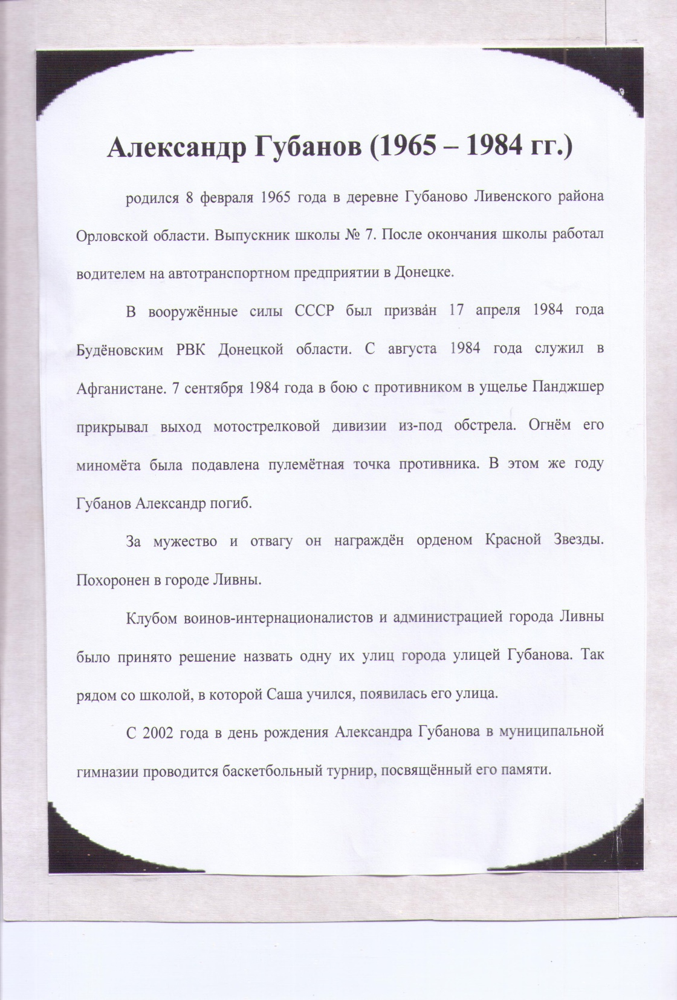 Александр Губанов (1965 – 1984 гг.)
родился 8 февраля 1965 года в деревне Губаново Ливенского района
Орловской области. Выпускник школы № 7. После окончания школы работал
водителем на автотранспортном предприятии в Донецке.
В вооружённые силы СССР был призван 17 апреля 1984 года
Будёновским РВК Донецкой области. С августа 1984 года служил в
Афганистане. 7 сентября 1984 года в бою с противником в ущелье Панджшер
прикрывал выход мотострелковой дивизии из-под обстрела. Огнём его
миномёта была подавлена пулемётная точка противника. В этом же году
Губанов Александр погиб.
За мужество и отвагу он награждён орденом Красной Звезды.
Похоронен в городе Ливны.
Клубом воинов-интернационалистов и администрацией города Ливны
было принято решение назвать одну их улиц города улицей Губанова. Так
рядом со школой, в которой Саша учился, появилась его улица.
С 2002 года в день рождения Александра Губанова в муниципальной
гимназии проводится баскетбольный турнир, посвящённый его памяти.